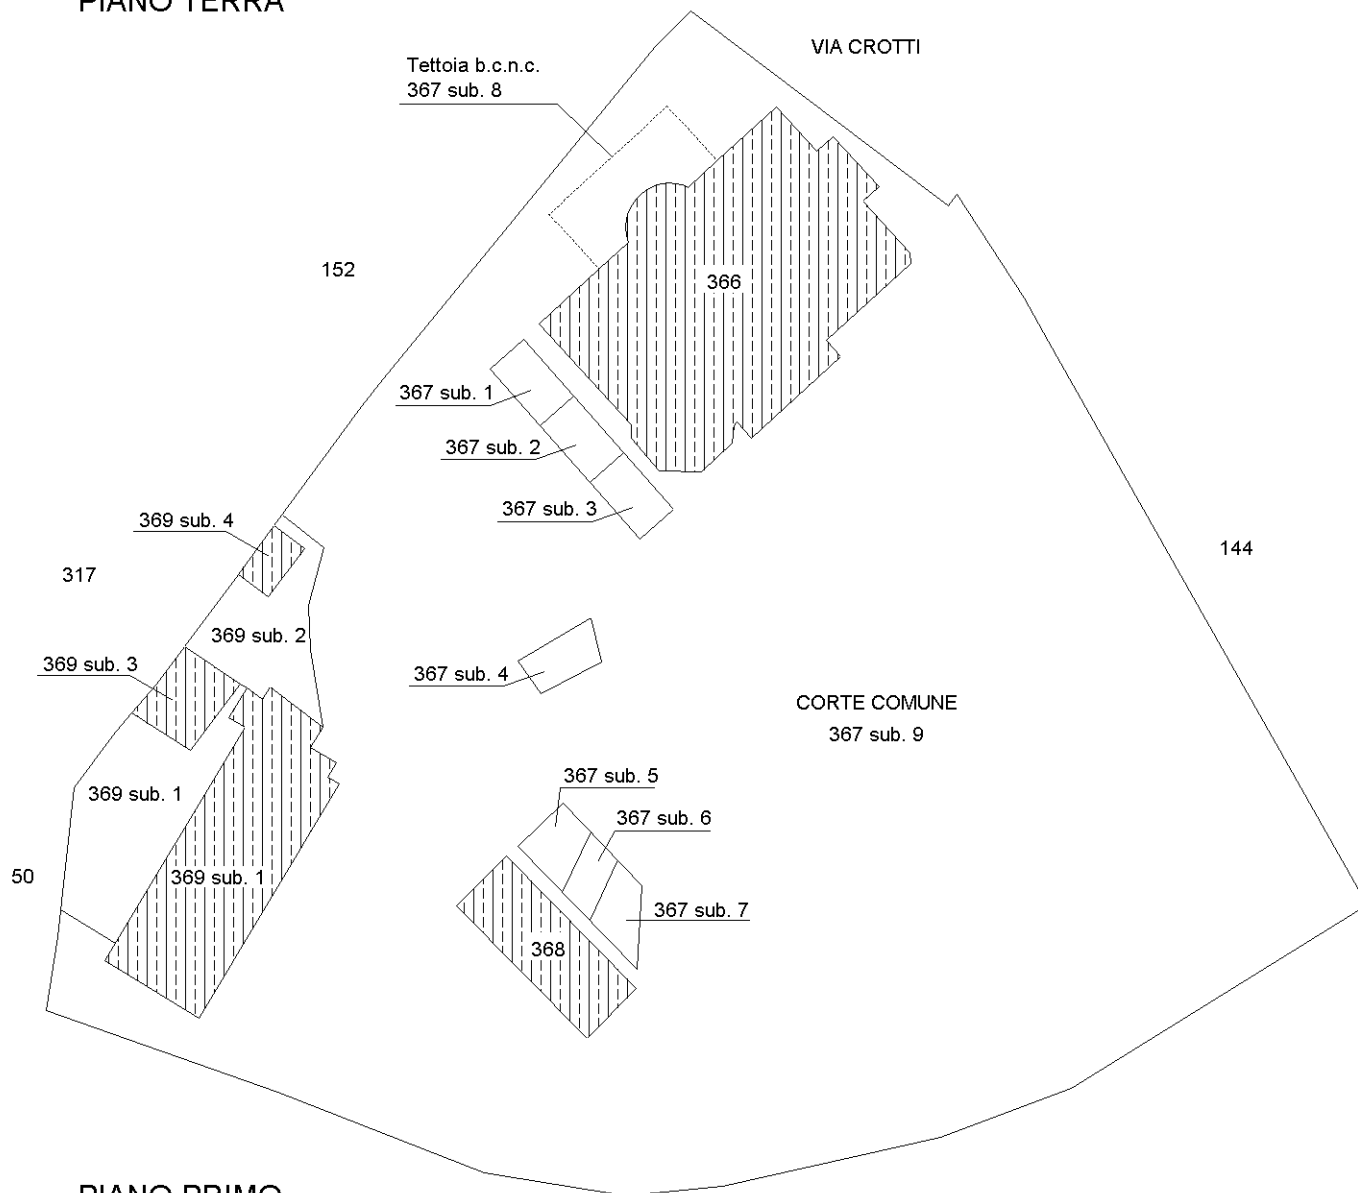 PIANO TERRA
VIA CROTTI
Tettoia b.c.n.c.
367 sub. 8
152
366
367 sub. 1
367 sub. 2
367 sub. 3
369 sub. 4
317
144
369 sub. 2
369 sub. 3
367 sub. 4
CORTE COMUNE
367 sub. 9
367 sub. 5
369 sub. 1
367 sub. 6
50
369 sub. 1
367 sub. 7
368
PIANO PRIMO